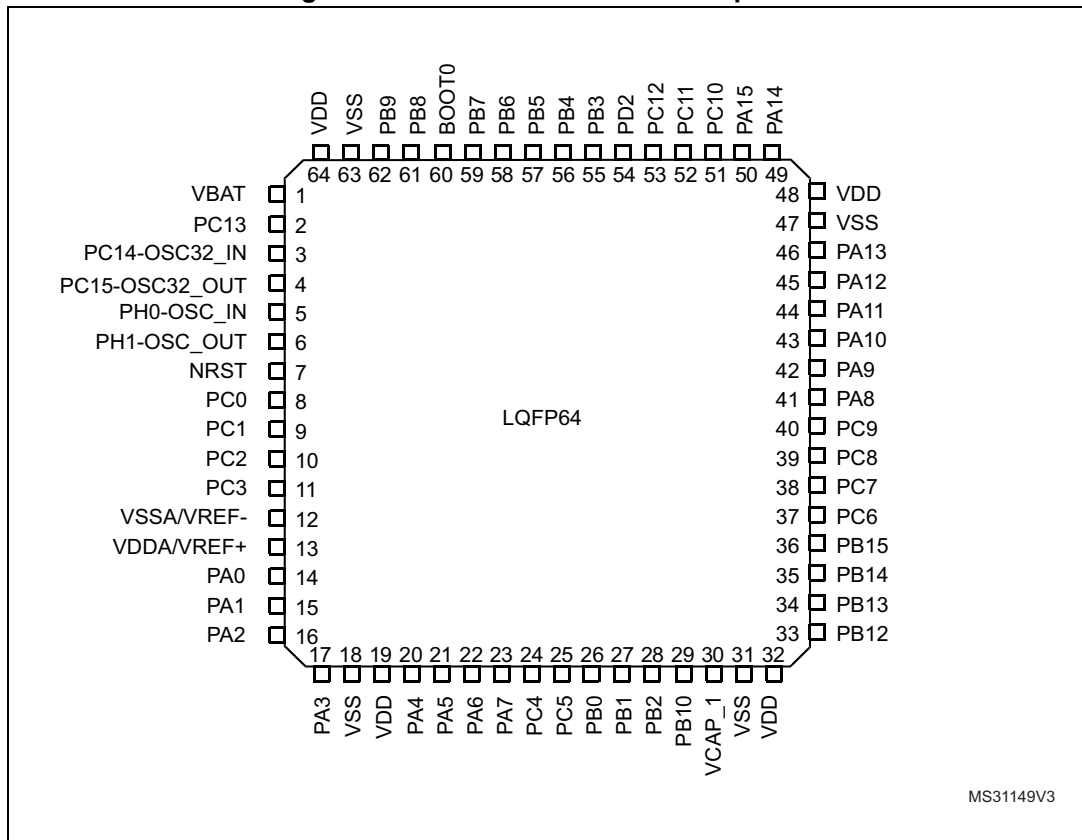 VDD VSS PB9 PB8 BOOT0 PB7 PB6 PB5 PB4 PB3 PD2 PC12 PC11 PC10 PA15 PA14
64 63 62 61 60 59 58 57 56 55 54 53 52 51 50 49
VBAT 1 48 VDD
PC13 2 47 VSS
PC14-OSC32_IN 3 46 PA13
PC15-OSC32_OUT 4 45 PA12
PH0-OSC_IN 5 44 PA11
PH1-OSC_OUT 6 43 PA10
NRST 7 42 PA9
PC0 8 41 PA8
LQFP64
PC1 9 40 PC9
PC2 10 39 PC8
PC3 11 38 PC7
VSSA/VREF- 12 37 PC6
VDDA/VREF+ 13 36 PB15
PA0 14 35 PB14
PA1 15 34 PB13
PA2 16 33 PB12
17 18 19 20 21 22 23 24 25 26 27 28 29 30 31 32
PA3 VSS VDD PA4 PA5 PA6 PA7 PC4 PC5 PB0 PB1 PB2 PB10 VCAP_1 VSS VDD
MS31149V3